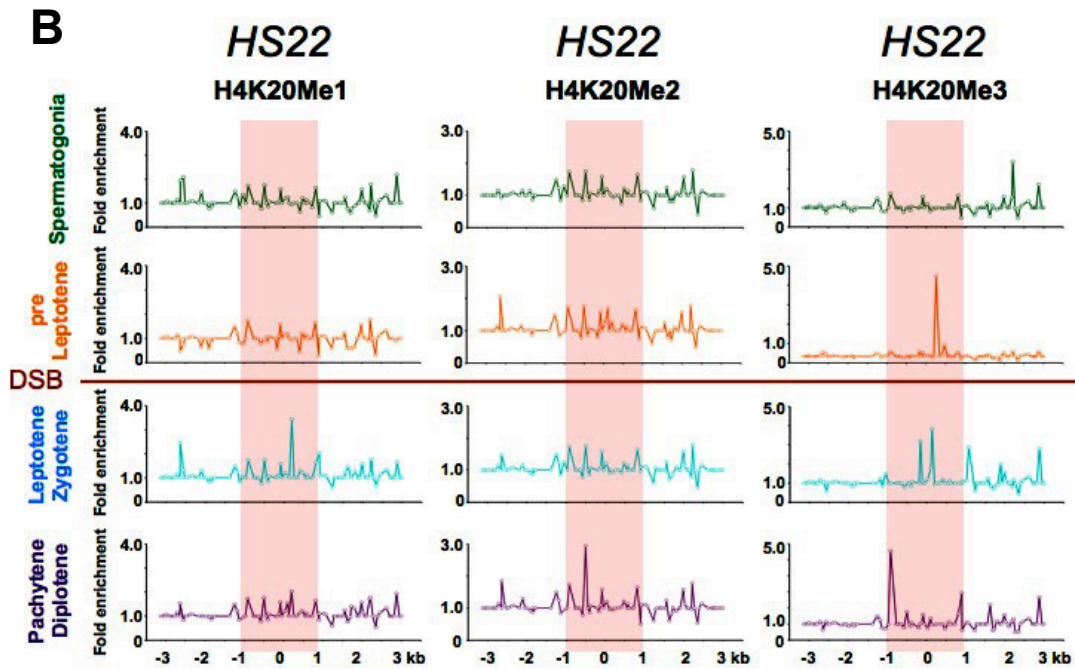 B
HS22 HS22 HS22
H4K20Me1 H4K20Me2 H4K20Me3
Spermatogonia
Fold enrichment
4.0 3.0 5.0
1.0 1.0 1.0
0 0 0
pre
Leptotene
Fold enrichment
4.0 3.0 5.0
1.0 1.0 1.0
0 0 0
DSB
Leptotene
Zygotene
Fold enrichment
4.0 3.0 5.0
1.0 1.0 1.0
0 0 0
Pachytene
Diplotene
Fold enrichment
4.0 3.0 5.0
1.0 1.0 1.0
0 0 0
-3 -2 -1 0 1 2 3 kb -3 -2 -1 0 1 2 3 kb -3 -2 -1 0 1 2 3 kb